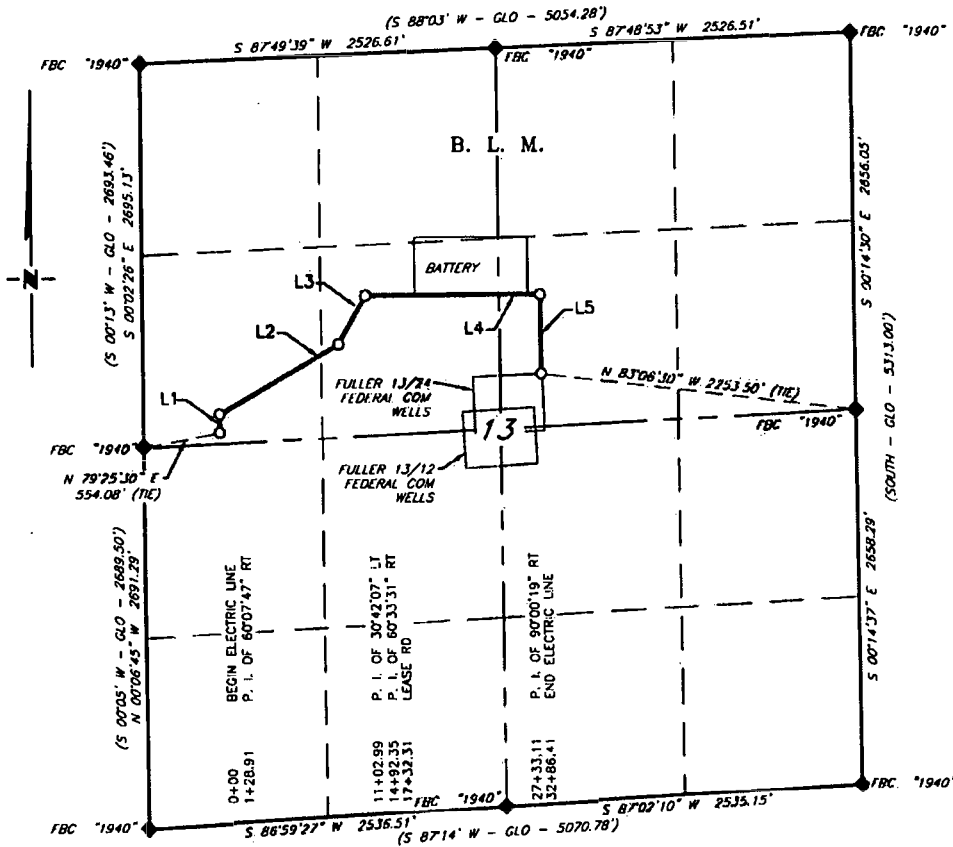 (S 88°03' W - GLO - 5054.28')
S 87°49'39" W 2526.61'
S 87°48'53" W 2526.51'
FBC "1940"
FBC "1940"
FBC "1940"
B. L. M.
(S 00°13' W - GLO - 2693.46')
S 00°02'26" E 2695.13'
S 00°14'30" E 2656.05'
(SOUTH - GLO - 5313.00')
N
BATTERY
L3
L4
L5
L2
L1
N 83°06'30" W 2253.50' (TIE)
FULLER 13/24
FEDERAL COM
WELLS
13
FBC "1940"
FBC "1940"
N 79°25'30" E
554.08' (TIE)
FULLER 13/12
FEDERAL COM
WELLS
(S 00°05' W - GLO - 2689.50')
N 00°06'45" W 2691.29'
S 00°14'37" E 2658.29'
0+00 BEGIN ELECTRIC LINE
1+28.91 P. I. OF 60°07'47" RT
11+02.99 P. I. OF 30°42'07" LT
14+92.35 P. I. OF 60°33'31" RT
17+32.31 LEASE RD
27+33.11 P. I. OF 90°00'19" RT
32+86.41 END ELECTRIC LINE
FBC "1940"
FBC "1940"
FBC "1940"
S 86°59'27" W 2536.51'
S 87°02'10" W 2535.15'
(S 87°14' W - GLO - 5070.78')